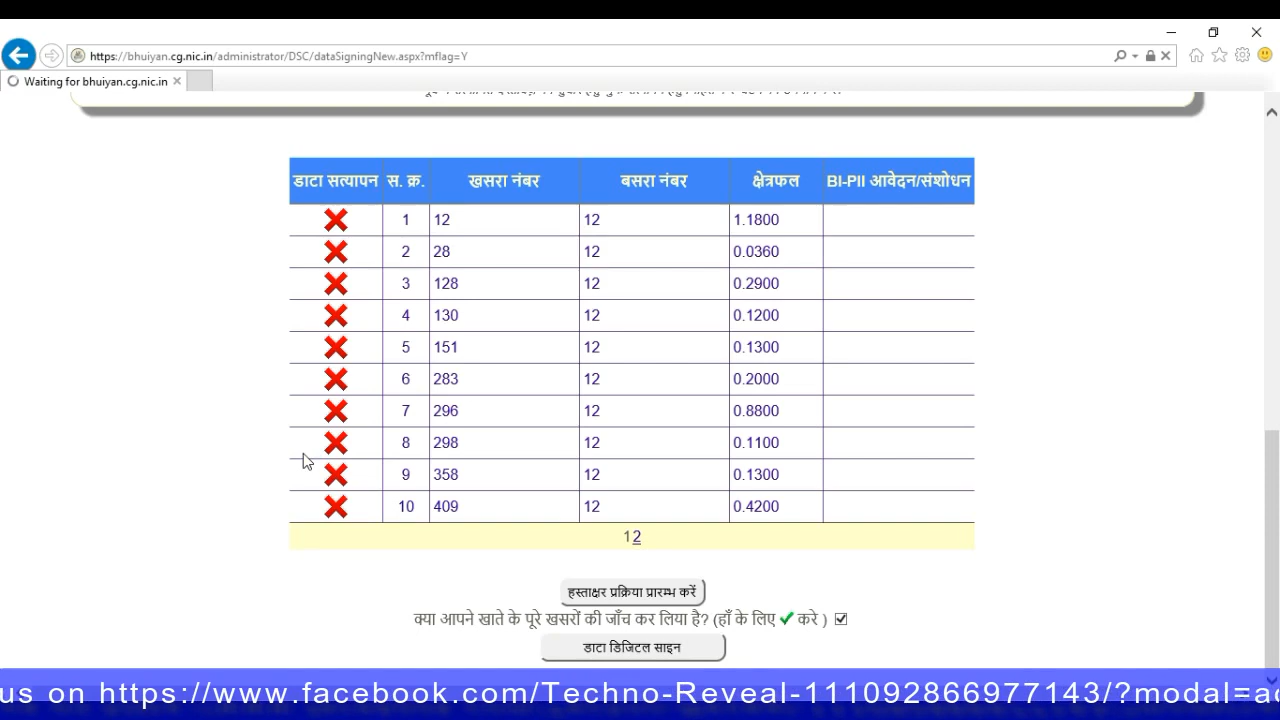 https://bhuiyan.cg.nic.in/administrator/DSC/dataSigningNew.aspx?mflag=Y
Waiting for bhuiyan.cg.nic.in
डाटा सत्यापन स. क्र. खसरा नंबर बसरा नंबर क्षेत्रफल BI-PII आवेदन/संशोधन
1 12 12 1.1800
2 28 12 0.0360
3 128 12 0.2900
4 130 12 0.1200
5 151 12 0.1300
6 283 12 0.2000
7 296 12 0.8800
8 298 12 0.1100
9 358 12 0.1300
10 409 12 0.4200
1 2
हस्ताक्षर प्रक्रिया प्रारम्भ करें
क्या आपने खाते के पूरे खसरों की जाँच कर लिया है? (हाँ के लिए ✔ करे )
डाटा डिजिटल साइन
us on https://www.facebook.com/Techno-Reveal-111092866977143/?modal=ad